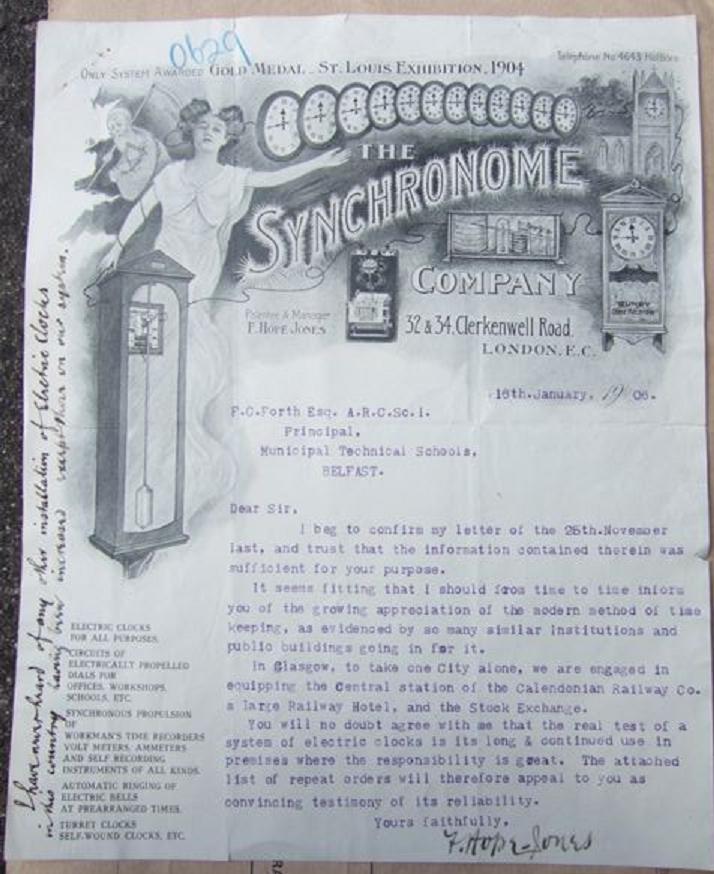 0629
Telephone No 4643 Holborn
ONLY SYSTEM AWARDED GOLD MEDAL - ST. LOUIS EXHIBITION, 1904
THE
SYNCHRONOME
COMPANY
Patentee & Manager
F. HOPE JONES
32 & 34, Clerkenwell Road,
LONDON, E.C.
16th. January, 1906.
F.C.Forth Esq. A.R.C.Sc.I.
Principal,
Municipal Technical Schools,
BELFAST.
Dear Sir,
I beg to confirm my letter of the 25th.November
last, and trust that the information contained therein was
sufficient for your purpose.
It seems fitting that I should from time to time inform
you of the growing appreciation of the modern method of time
keeping, as evidenced by so many similar Institutions and
public buildings going in for it.
In Glasgow, to take one City alone, we are engaged in
equipping the Central station of the Calendonian Railway Co.
a large Railway Hotel, and the Stock Exchange.
You will no doubt agree with me that the real test of a
system of electric clocks is its long & continued use in
premises where the responsibility is great. The attached
list of repeat orders will therefore appeal to you as
convincing testimony of its reliability.
Yours faithfully,
F. Hope-Jones
ELECTRIC CLOCKS
FOR ALL PURPOSES.
CIRCUITS OF
ELECTRICALLY PROPELLED
DIALS FOR
OFFICES, WORKSHOPS,
SCHOOLS, ETC.
SYNCHRONOUS PROPULSION
OF
WORKMAN'S TIME RECORDERS
VOLT METERS, AMMETERS
AND SELF RECORDING
INSTRUMENTS OF ALL KINDS.
AUTOMATIC RINGING OF
ELECTRIC BELLS
AT PREARRANGED TIMES.
TURRET CLOCKS
SELF-WOUND CLOCKS, ETC.
I have never heard of any other installation of Electric Clocks
in this country having been increased except those on our system.